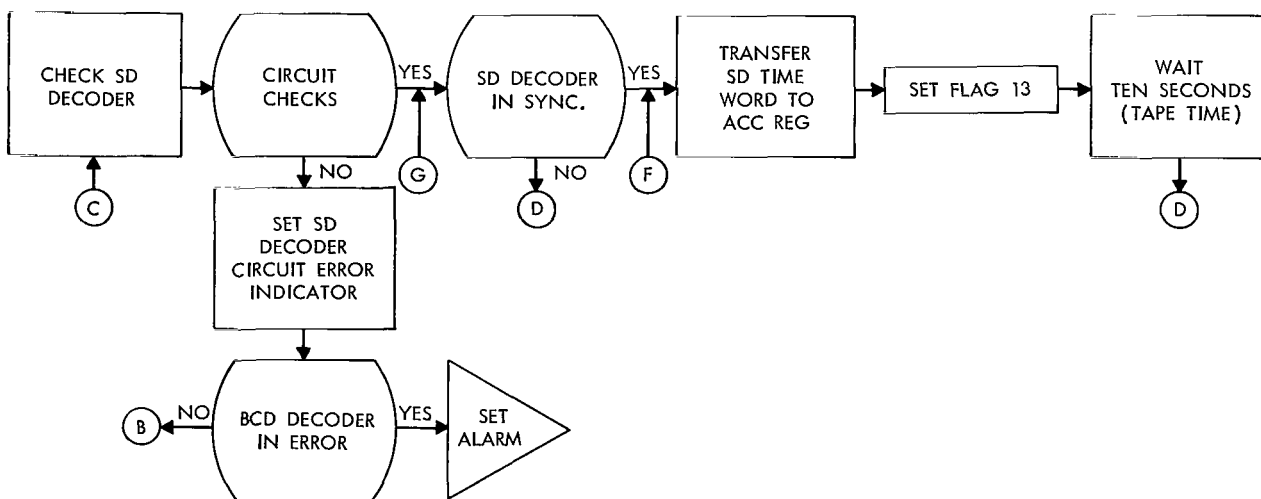 CHECK SD
DECODER
CIRCUIT
CHECKS
YES
SD DECODER
IN SYNC.
YES
TRANSFER
SD TIME
WORD TO
ACC REG
SET FLAG 13
WAIT
TEN SECONDS
(TAPE TIME)
C
NO
G
NO
D
F
D
SET SD
DECODER
CIRCUIT ERROR
INDICATOR
B
NO
BCD DECODER
IN ERROR
YES
SET
ALARM